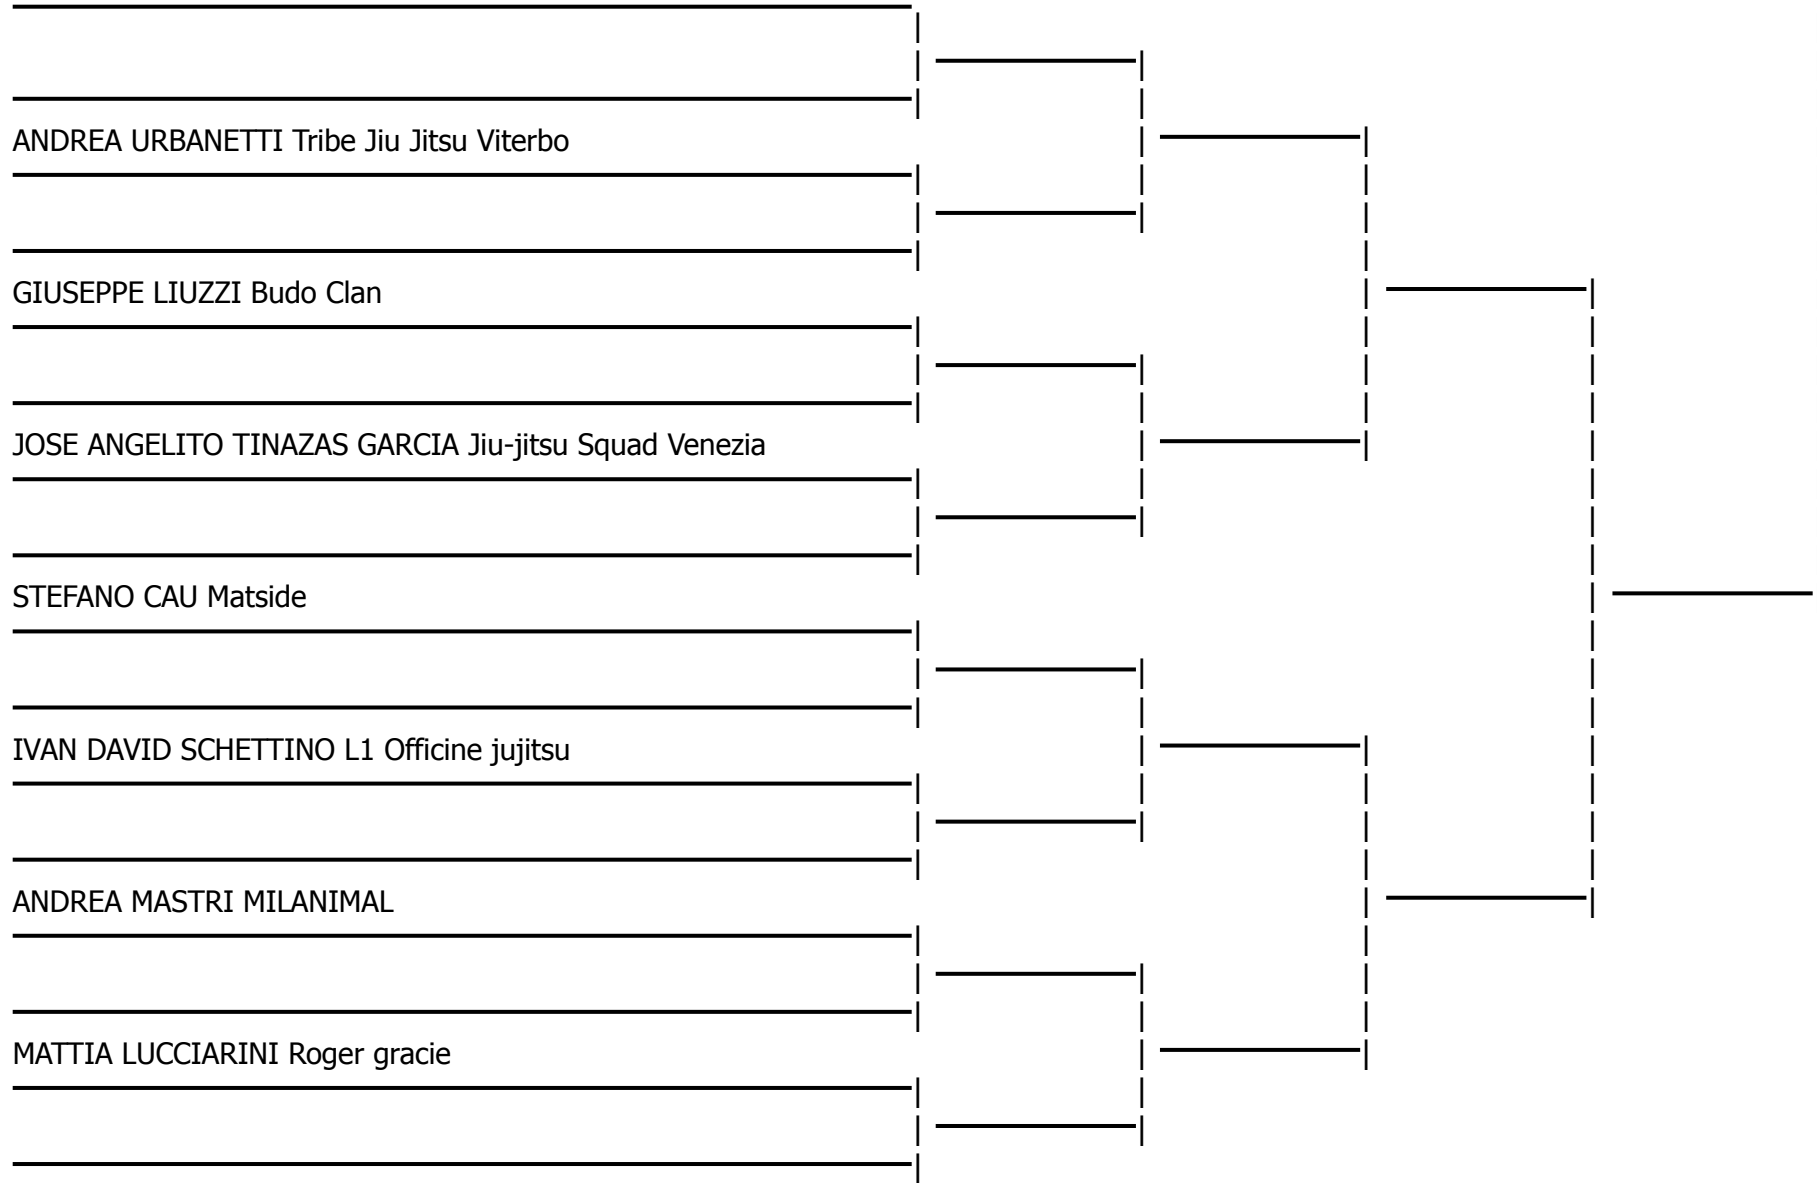 ANDREA URBANETTI Tribe Jiu Jitsu Viterbo
GIUSEPPE LIUZZI Budo Clan
JOSE ANGELITO TINAZAS GARCIA Jiu-jitsu Squad Venezia
STEFANO CAU Matside
IVAN DAVID SCHETTINO L1 Officine jujitsu
ANDREA MASTRI MILANIMAL
MATTIA LUCCIARINI Roger gracie